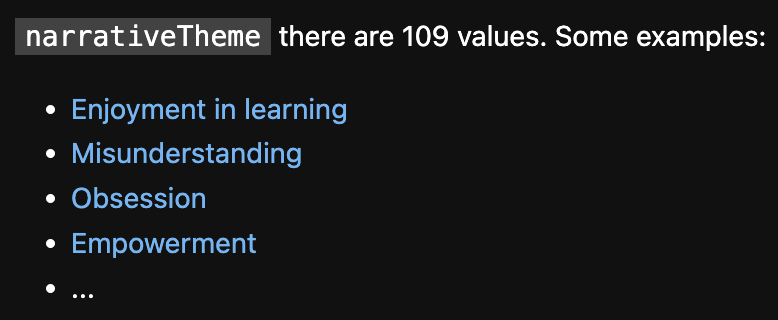 narrativeTheme there are 109 values. Some examples:
• Enjoyment in learning
• Misunderstanding
• Obsession
• Empowerment
• ...